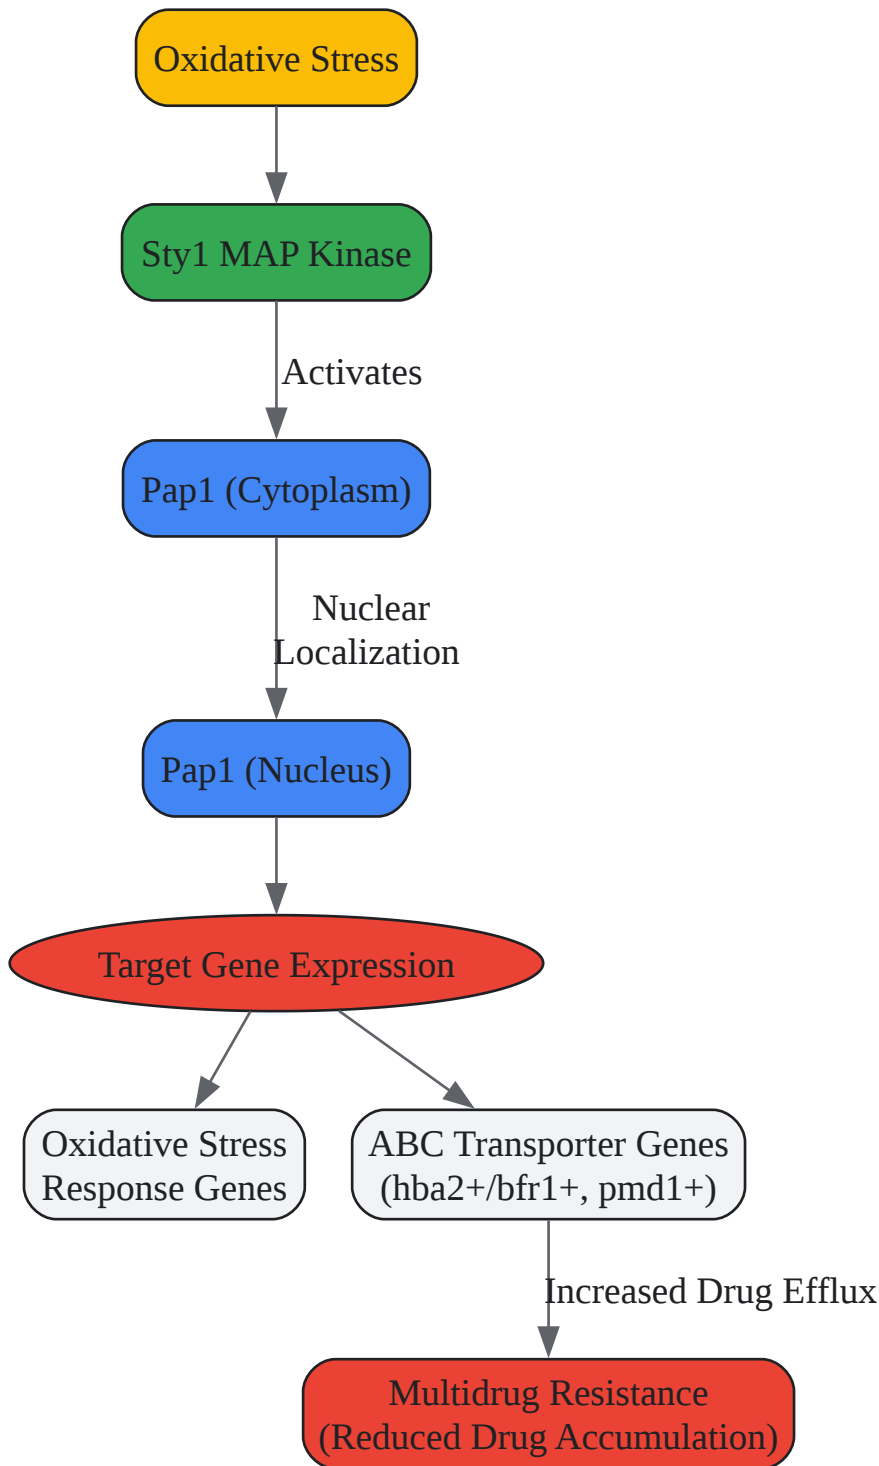 Oxidative Stress
Sty1 MAP Kinase
Activates
Pap1 (Cytoplasm)
Nuclear
Localization
Pap1 (Nucleus)
Target Gene Expression
Oxidative Stress
Response Genes
ABC Transporter Genes
(hba2+/bfr1+, pmd1+)
Increased Drug Efflux
Multidrug Resistance
(Reduced Drug Accumulation)